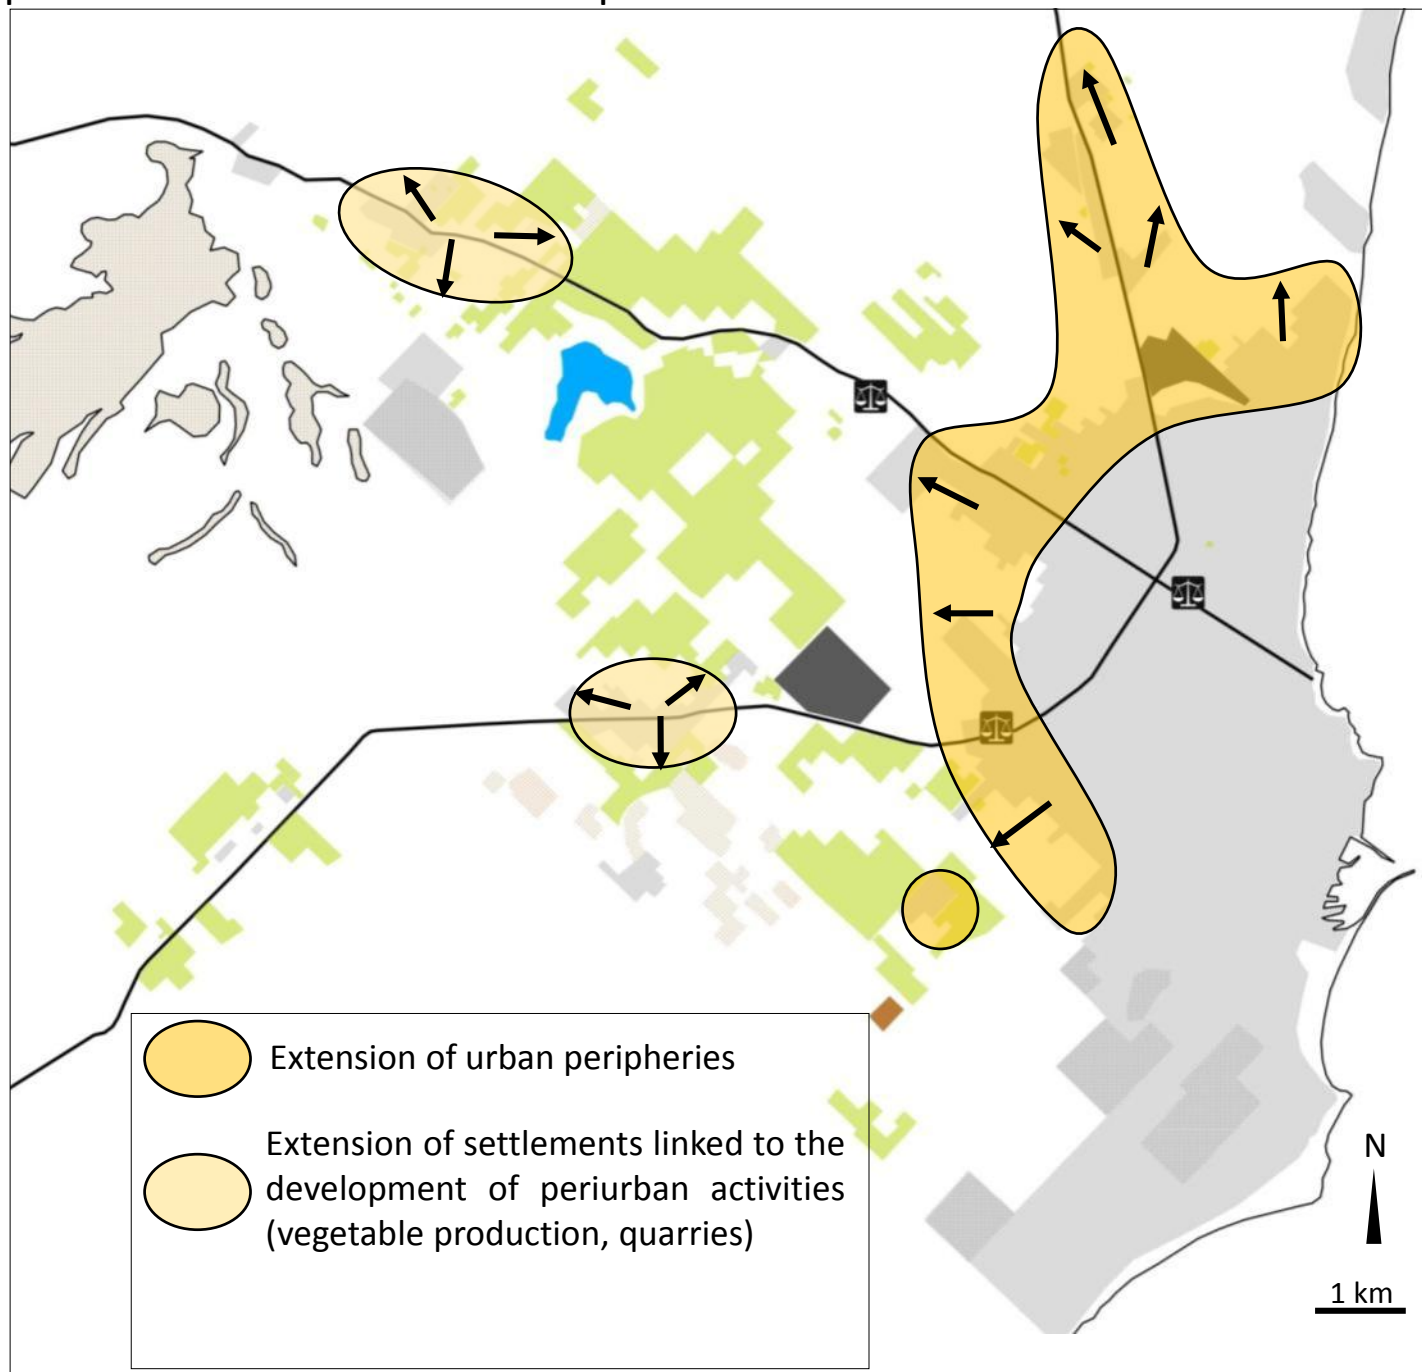 Extension of urban peripheries
Extension of settlements linked to the
development of periurban activities
(vegetable production, quarries)
N
1 km